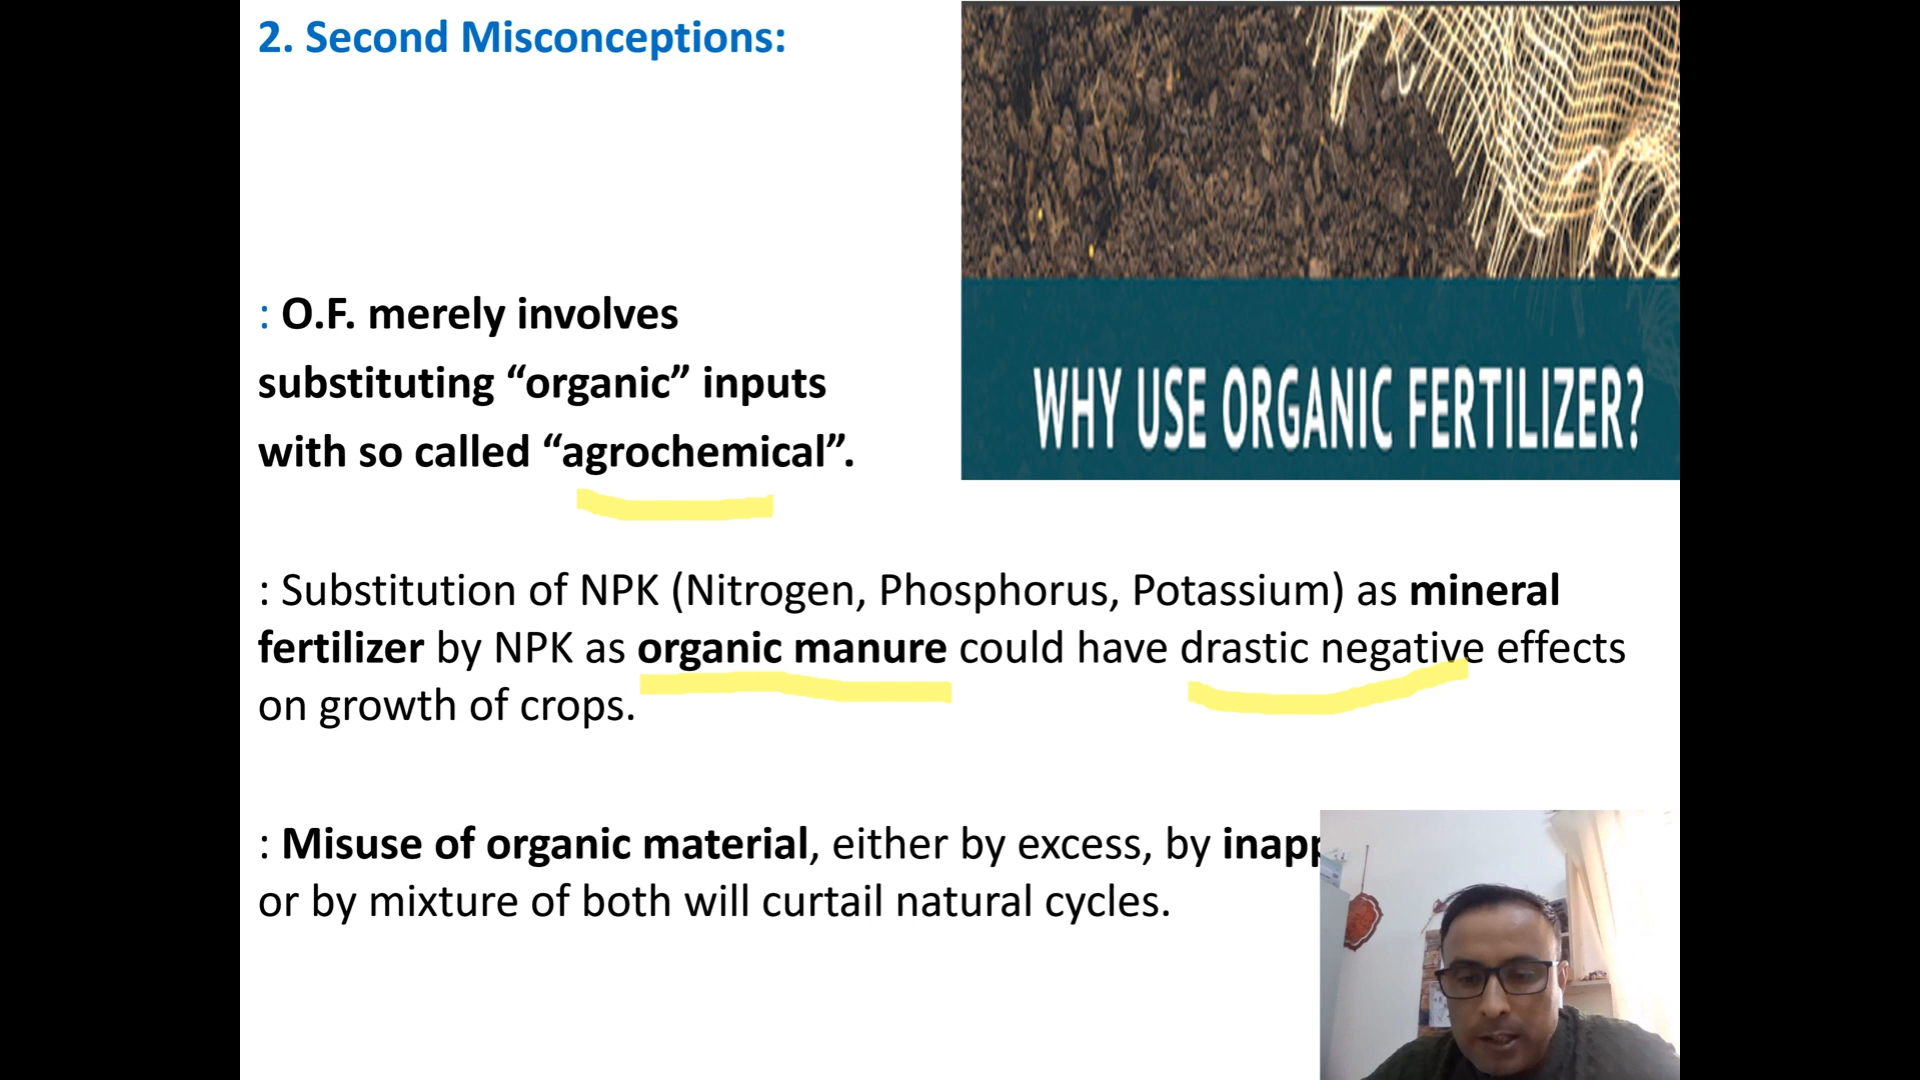 2. Second Misconceptions:
: O.F. merely involves
substituting “organic” inputs
with so called “agrochemical”.
WHY USE ORGANIC FERTILIZER?
: Substitution of NPK (Nitrogen, Phosphorus, Potassium) as mineral
fertilizer by NPK as organic manure could have drastic negative effects
on growth of crops.
: Misuse of organic material, either by excess, by
or by mixture of both will curtail natural cycles.